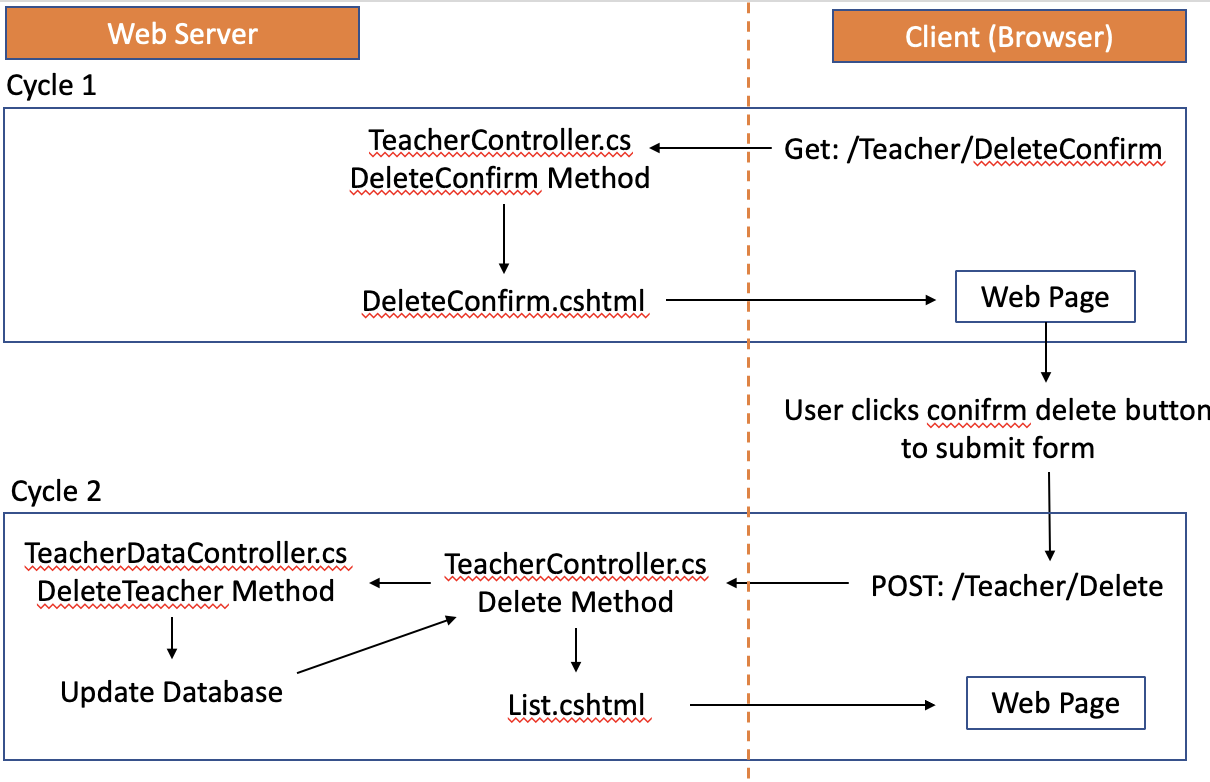 Web Server
Client (Browser)
Cycle 1
TeacherController.cs
DeleteConfirm Method
Get: /Teacher/DeleteConfirm
DeleteConfirm.cshtml
Web Page
User clicks conifrm delete button
to submit form
Cycle 2
TeacherDataController.cs
DeleteTeacher Method
TeacherController.cs
Delete Method
POST: /Teacher/Delete
Update Database
List.cshtml
Web Page